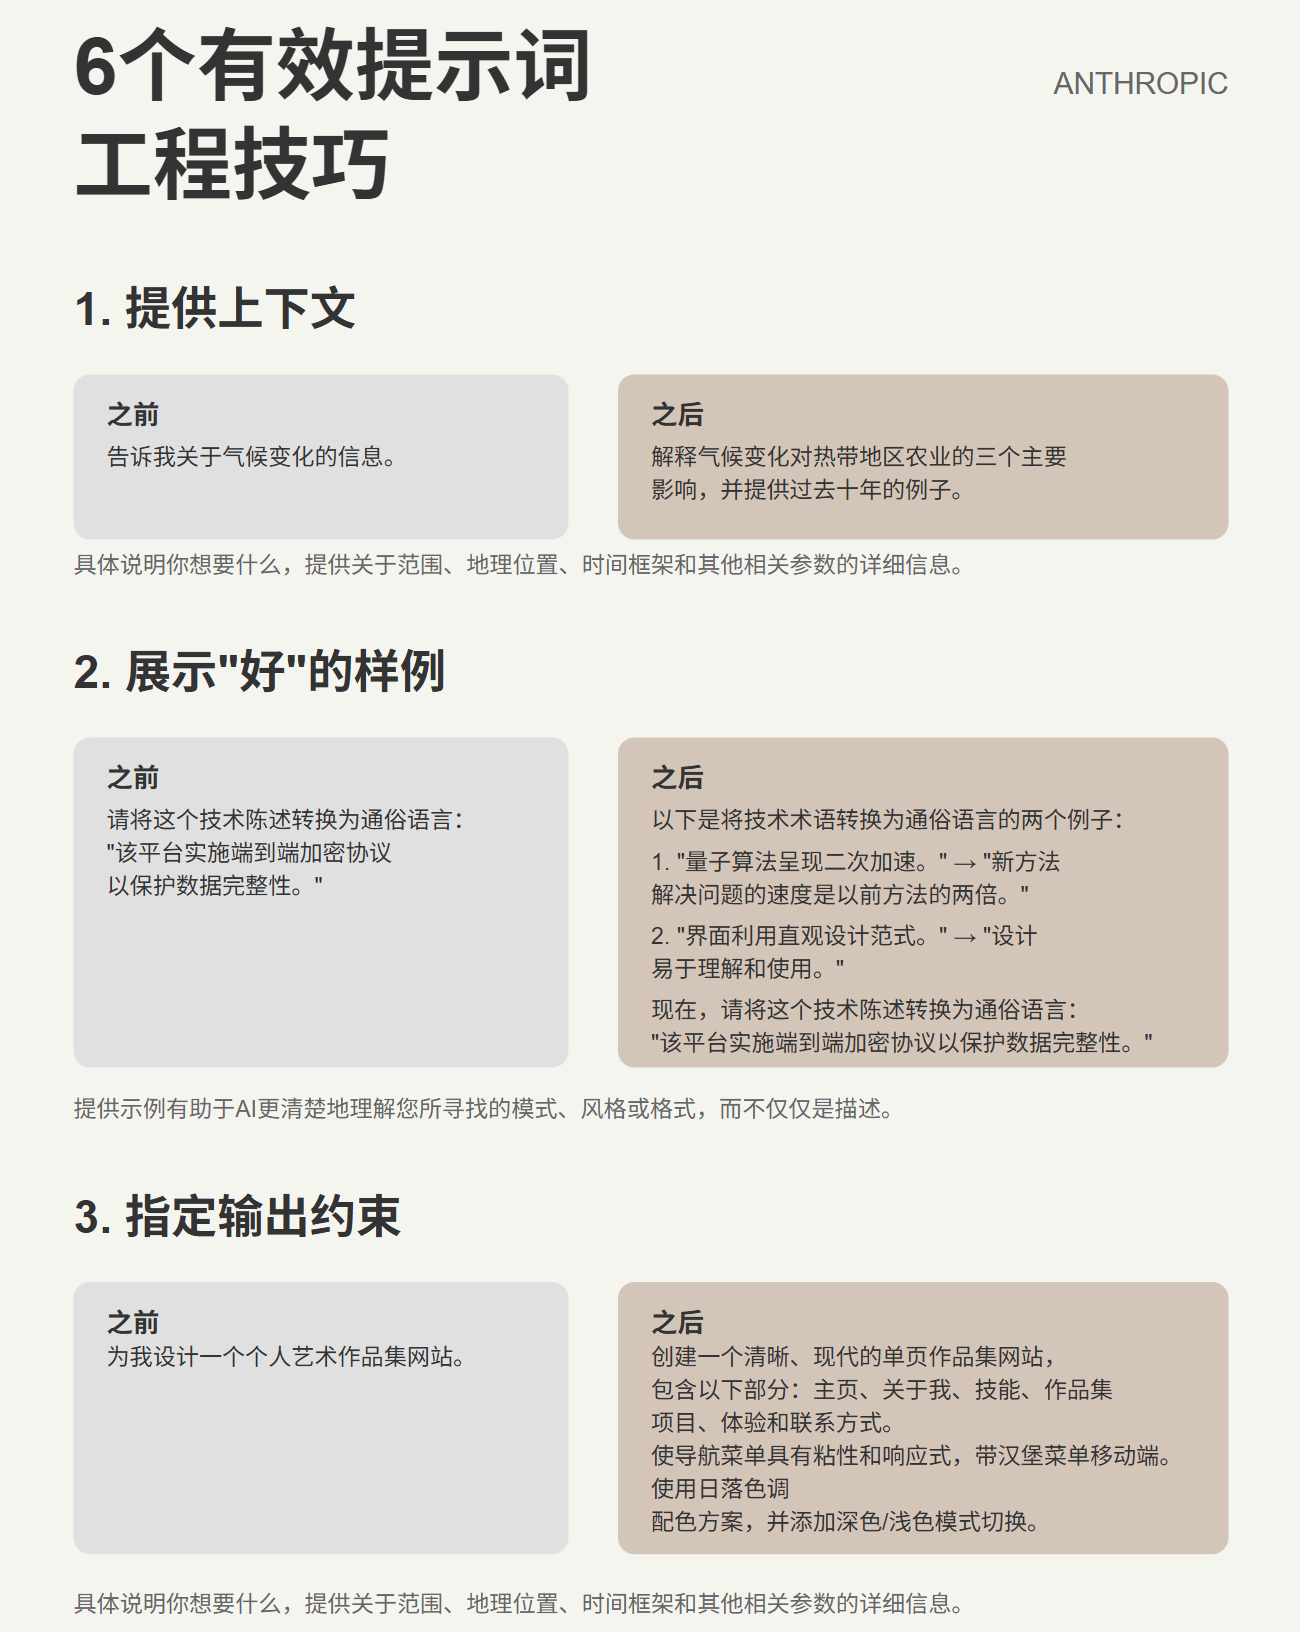 6个有效提示词
工程技巧
ANTHROPIC
1. 提供上下文
之前
告诉我关于气候变化的信息。
之后
解释气候变化对热带地区农业的三个主要
影响，并提供过去十年的例子。
具体说明你想要什么，提供关于范围、地理位置、时间框架和其他相关参数的详细信息。
2. 展示"好"的样例
之前
请将这个技术陈述转换为通俗语言：
"该平台实施端到端加密协议
以保护数据完整性。"
之后
以下是将技术术语转换为通俗语言的两个例子：
1. "量子算法呈现二次加速。" → "新方法
解决问题的速度是以前方法的两倍。"
2. "界面利用直观设计范式。" → "设计
易于理解和使用。"
现在，请将这个技术陈述转换为通俗语言：
"该平台实施端到端加密协议以保护数据完整性。"
提供示例有助于AI更清楚地理解您所寻找的模式、风格或格式，而不仅仅是描述。
3. 指定输出约束
之前
为我设计一个个人艺术作品集网站。
之后
创建一个清晰、现代的单页作品集网站，
包含以下部分：主页、关于我、技能、作品集
项目、体验和联系方式。
使导航菜单具有粘性和响应式，带汉堡菜单移动端。
使用日落色调
配色方案，并添加深色/浅色模式切换。
具体说明你想要什么，提供关于范围、地理位置、时间框架和其他相关参数的详细信息。